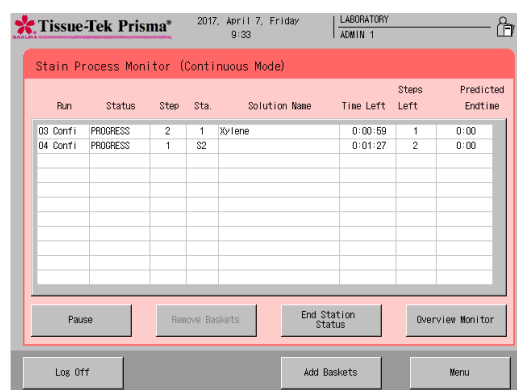 Tissue-Tek Prisma® 2017, April 7, Friday LABORATORY
SAKURA 9:33 ADMIN 1
Stain Process Monitor (Continuous Mode)
Steps Predicted
Run Status Step Sta. Solution Name Time Left Left Endtime
03 Confi PROGRESS 2 1 Xylene 0:00:59 1 0:00
04 Confi PROGRESS 1 S2 0:01:27 2 0:00
Pause Remove Baskets End Station Status Overview Monitor
Log Off Add Baskets Menu